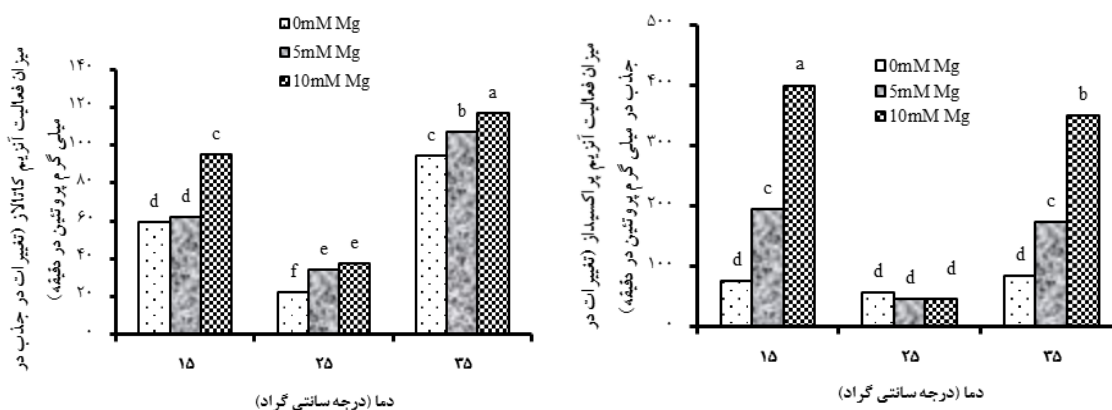 میزان فعالیت آنزیم کاتالاز (تغییرات در جذب در
میلی گرم پروتئین در دقیقه)
0mM Mg
5mM Mg
10mM Mg
۱۴۰
۱۲۰
۱۰۰
۸۰
۶۰
۴۰
۲۰
۰
d
d
c
f
e
e
c
b
a
۱۵
۲۵
۳۵
دما (درجه سانتی گراد)
میزان فعالیت آنزیم پراکسیداز (تغییرات در
جذب در میلی گرم پروتئین در دقیقه)
0mM Mg
5mM Mg
10mM Mg
۵۰۰
۴۰۰
۳۰۰
۲۰۰
۱۰۰
۰
d
c
a
d
d
d
d
c
b
۱۵
۲۵
۳۵
دما (درجه سانتی گراد)